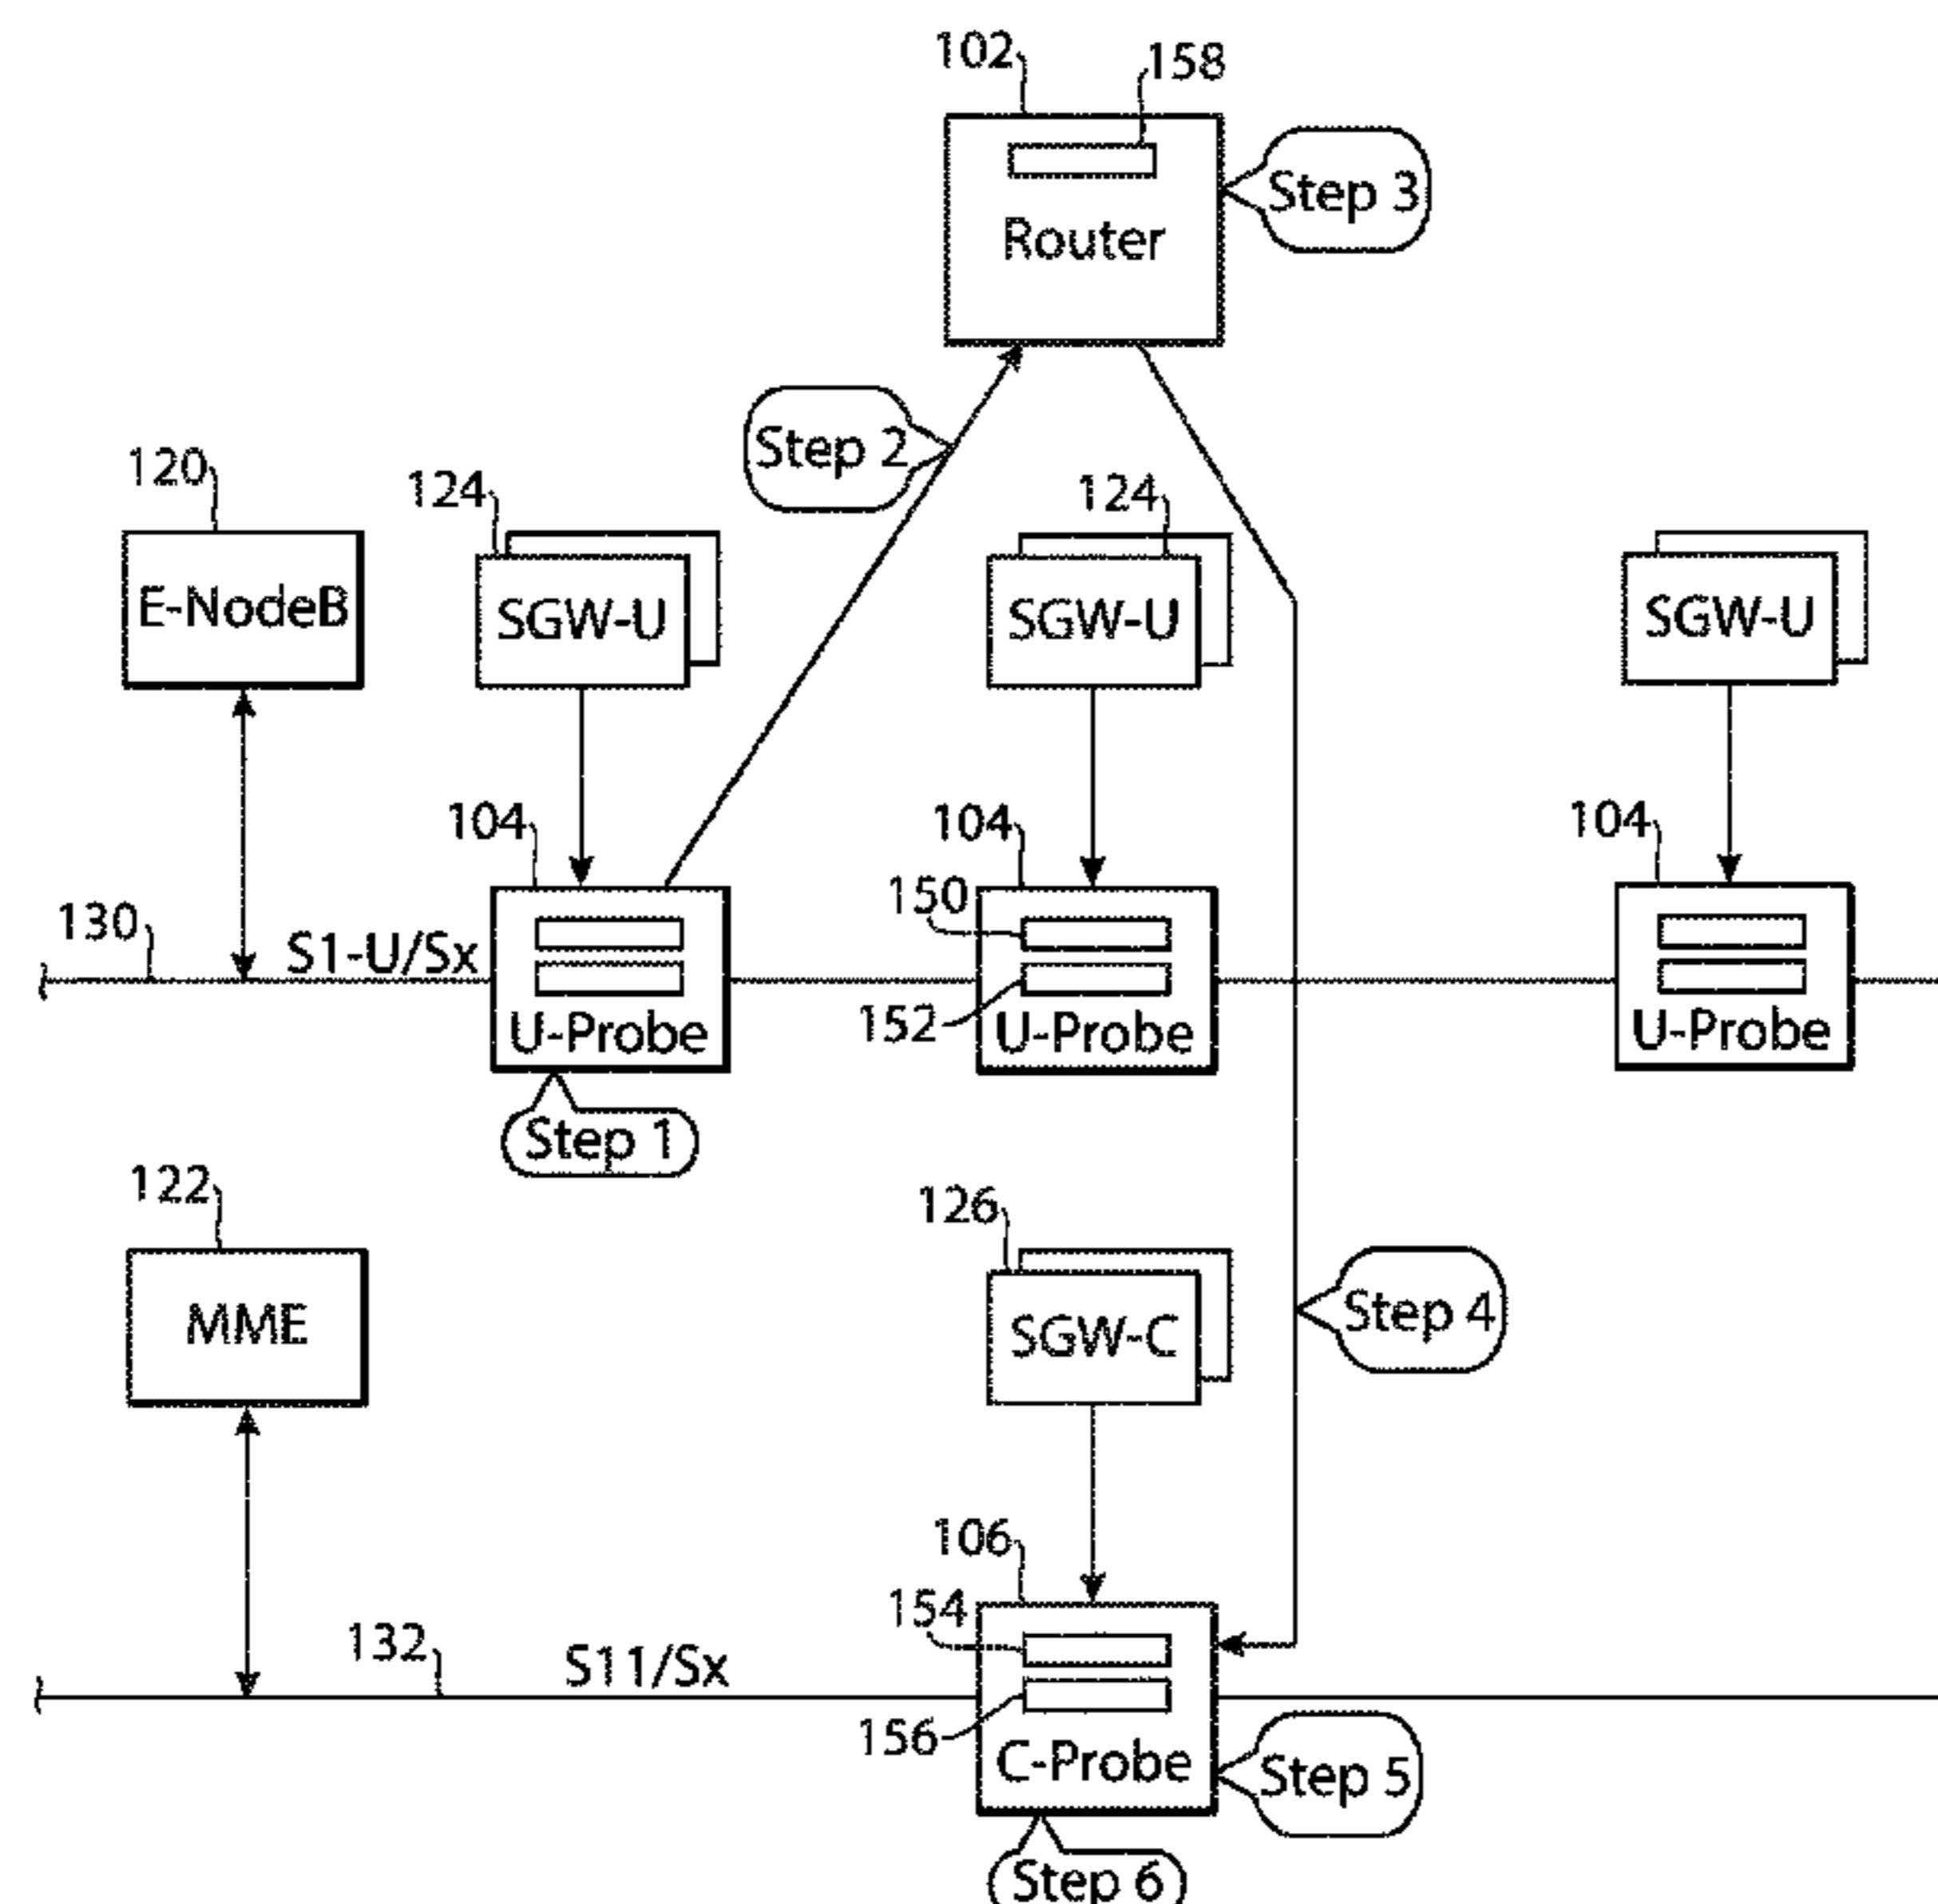 102
158
Step 3
Router
Step 2
120
124
124
E-NodeB
SGW-U
SGW-U
SGW-U
104
104
104
150
130
S1-U/Sx
152
U-Probe
U-Probe
U-Probe
Step 1
122
126
MME
SGW-C
Step 4
106
154
132
S11/Sx
156
C-Probe
Step 5
Step 6